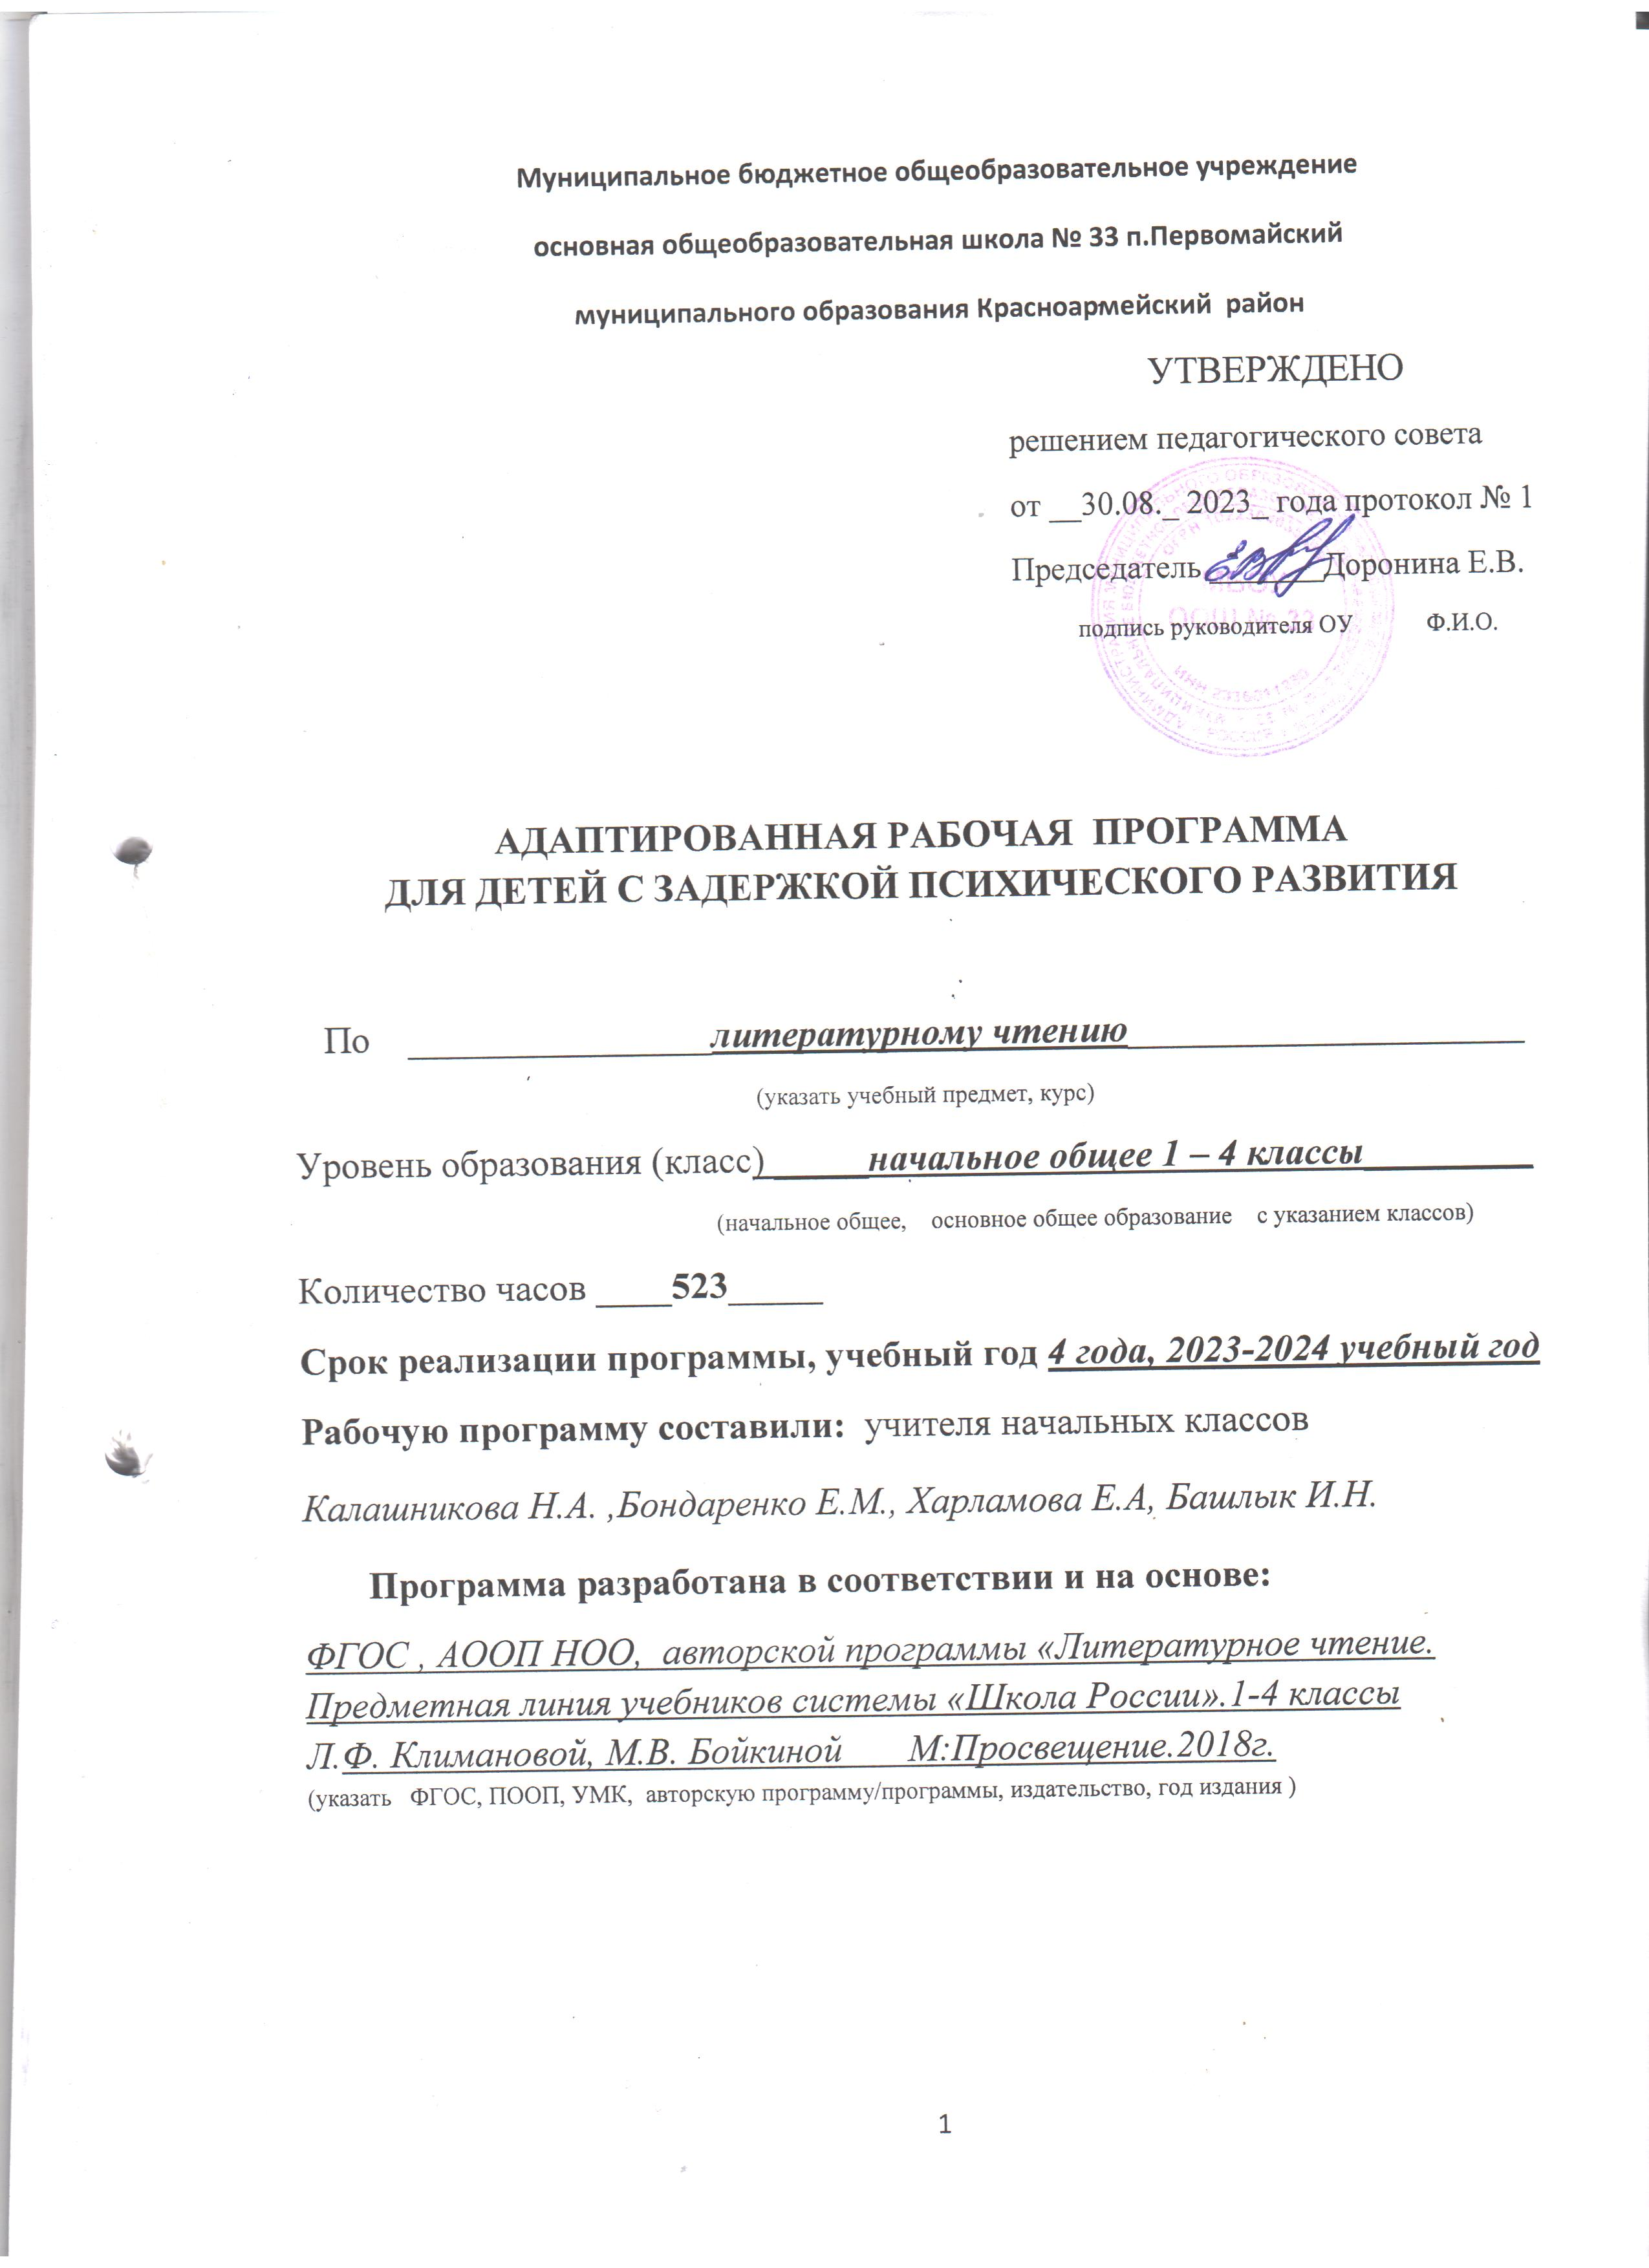 Муниципальное бюджетное общеобразовательное учреждение
основная общеобразовательная школа № 33 п.Первомайский
муниципального образования Красноармейский район
УТВЕРЖДЕНО
решением педагогического совета
от __30.08._ 2023_ года протокол № 1
Председатель _______Доронина Е.В.
подпись руководителя ОУ Ф.И.О.
ООШ № 33
АДАПТИРОВАННАЯ РАБОЧАЯ ПРОГРАММА
ДЛЯ ДЕТЕЙ С ЗАДЕРЖКОЙ ПСИХИЧЕСКОГО РАЗВИТИЯ
По литературному чтению
(указать учебный предмет, курс)
Уровень образования (класс) начальное общее 1 – 4 классы
(начальное общее, основное общее образование с указанием классов)
Количество часов ____523_____
Срок реализации программы, учебный год 4 года, 2023-2024 учебный год
Рабочую программу составили: учителя начальных классов
Калашникова Н.А. ,Бондаренко Е.М., Харламова Е.А, Башлык И.Н.
Программа разработана в соответствии и на основе:
ФГОС , АООП НОО, авторской программы «Литературное чтение.
Предметная линия учебников системы «Школа России».1-4 классы
Л.Ф. Климановой, М.В. Бойкиной М:Просвещение.2018г.
(указать ФГОС, ПООП, УМК, авторскую программу/программы, издательство, год издания )
1